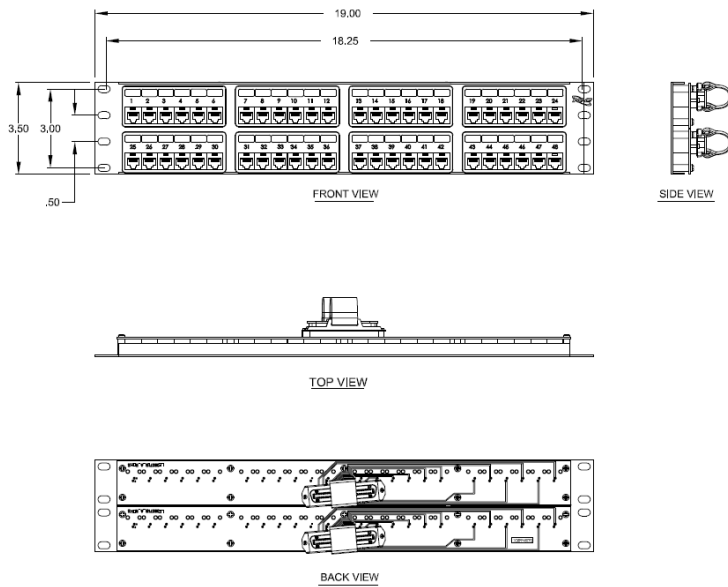 19.00
18.25
3.50
3.00
.50
1 2 3 4 5 6 7 8 9 10 11 12 13 14 15 16 17 18 19 20 21 22 23 24
25 26 27 28 29 30 31 32 33 34 35 36 37 38 39 40 41 42 43 44 45 46 47 48
FRONT VIEW
SIDE VIEW
TOP VIEW
BACK VIEW